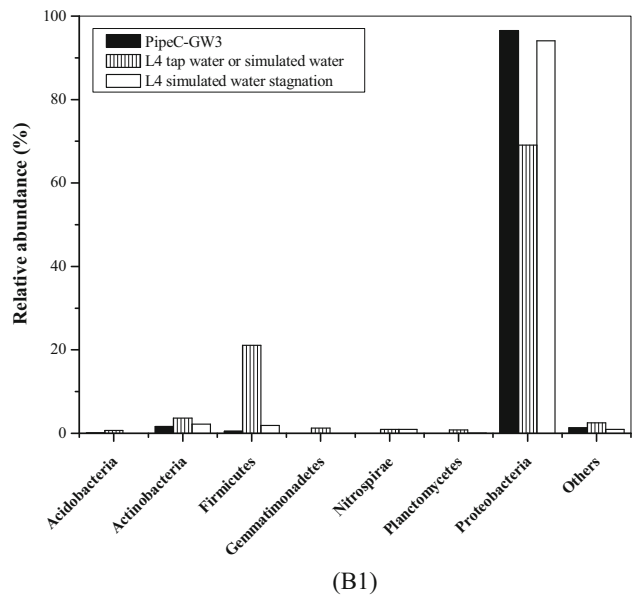 100
80
60
40
20
0
Relative abundance (%)
PipeC-GW3
L4 tap water or simulated water
L4 simulated water stagnation
Acidobacteria
Actinobacteria
Firmicutes
Gemmatimonadetes
Nitrospirae
Planctomycetes
Proteobacteria
Others
(B1)